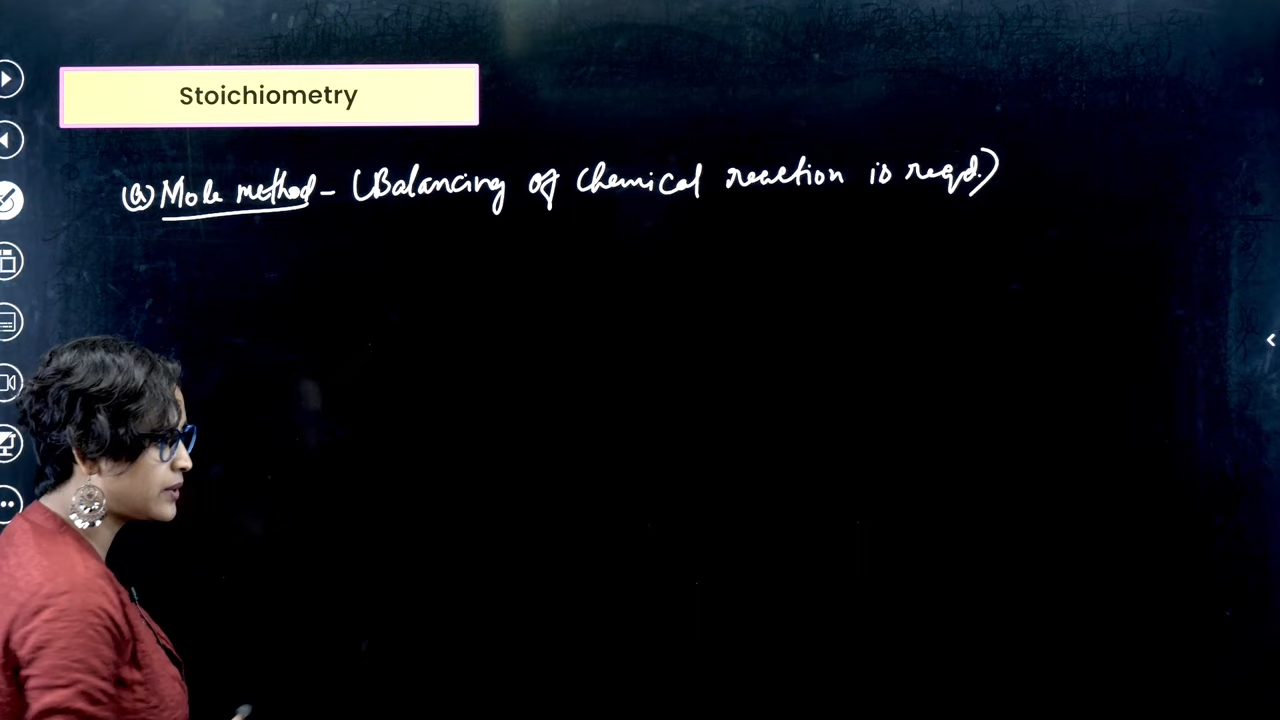 Stoichiometry
(a) Mole method - (Balancing of chemical reaction is reqd.)